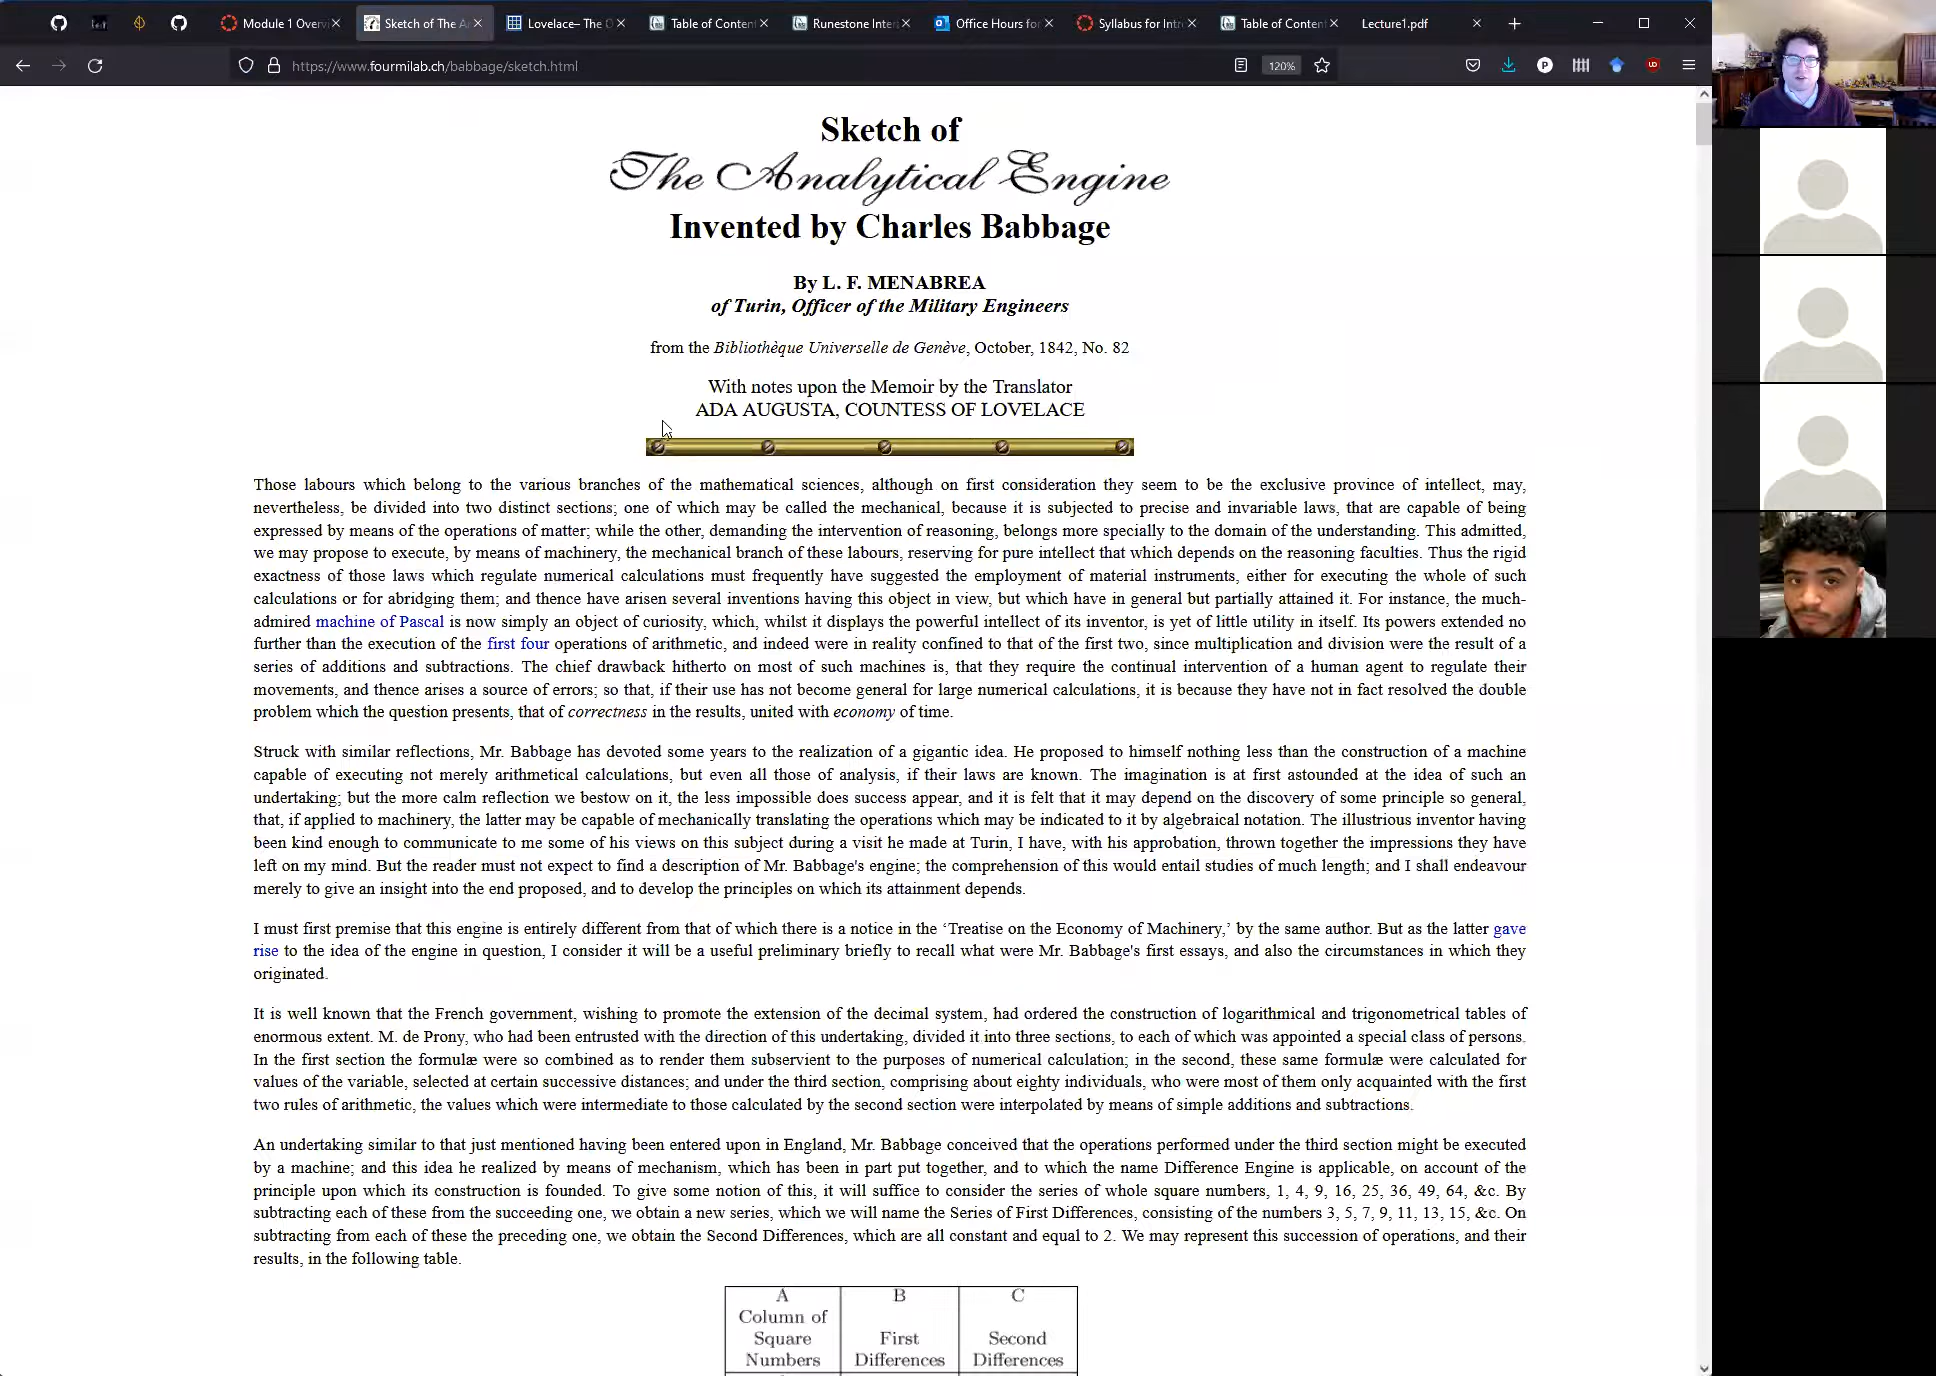 Module 1 Overvi
Sketch of The A
Lovelace– The O
Table of Content
Runestone Inter
Office Hours fo
Syllabus for Intro
Table of Content
Lecture1.pdf
https://www.fourmilab.ch/babbage/sketch.html
120%
Sketch of
The Analytical Engine
Invented by Charles Babbage
By L. F. MENABREA
of Turin, Officer of the Military Engineers
from the Bibliothèque Universelle de Genève, October, 1842, No. 82
With notes upon the Memoir by the Translator
ADA AUGUSTA, COUNTESS OF LOVELACE
Those labours which belong to the various branches of the mathematical sciences, although on first consideration they seem to be the exclusive province of intellect, may,
nevertheless, be divided into two distinct sections; one of which may be called the mechanical, because it is subjected to precise and invariable laws, that are capable of being
expressed by means of the operations of matter; while the other, demanding the intervention of reasoning, belongs more specially to the domain of the understanding. This admitted,
we may propose to execute, by means of machinery, the mechanical branch of these labours, reserving for pure intellect that which depends on the reasoning faculties. Thus the rigid
exactness of those laws which regulate numerical calculations must frequently have suggested the employment of material instruments, either for executing the whole of such
calculations or for abridging them; and thence have arisen several inventions having this object in view, but which have in general but partially attained it. For instance, the much-
admired machine of Pascal is now simply an object of curiosity, which, whilst it displays the powerful intellect of its inventor, is yet of little utility in itself. Its powers extended no
further than the execution of the first four operations of arithmetic, and indeed were in reality confined to that of the first two, since multiplication and division were the result of a
series of additions and subtractions. The chief drawback hitherto on most of such machines is, that they require the continual intervention of a human agent to regulate their
movements, and thence arises a source of errors; so that, if their use has not become general for large numerical calculations, it is because they have not in fact resolved the double
problem which the question presents, that of correctness in the results, united with economy of time.
Struck with similar reflections, Mr. Babbage has devoted some years to the realization of a gigantic idea. He proposed to himself nothing less than the construction of a machine
capable of executing not merely arithmetical calculations, but even all those of analysis, if their laws are known. The imagination is at first astounded at the idea of such an
undertaking; but the more calm reflection we bestow on it, the less impossible does success appear, and it is felt that it may depend on the discovery of some principle so general,
that, if applied to machinery, the latter may be capable of mechanically translating the operations which may be indicated to it by algebraical notation. The illustrious inventor having
been kind enough to communicate to me some of his views on this subject during a visit he made at Turin, I have, with his approbation, thrown together the impressions they have
left on my mind. But the reader must not expect to find a description of Mr. Babbage's engine; the comprehension of this would entail studies of much length; and I shall endeavour
merely to give an insight into the end proposed, and to develop the principles on which its attainment depends.
I must first premise that this engine is entirely different from that of which there is a notice in the ‘Treatise on the Economy of Machinery,’ by the same author. But as the latter gave
rise to the idea of the engine in question, I consider it will be a useful preliminary briefly to recall what were Mr. Babbage's first essays, and also the circumstances in which they
originated.
It is well known that the French government, wishing to promote the extension of the decimal system, had ordered the construction of logarithmical and trigonometrical tables of
enormous extent. M. de Prony, who had been entrusted with the direction of this undertaking, divided it into three sections, to each of which was appointed a special class of persons.
In the first section the formulæ were so combined as to render them subservient to the purposes of numerical calculation; in the second, these same formulæ were calculated for
values of the variable, selected at certain successive distances; and under the third section, comprising about eighty individuals, who were most of them only acquainted with the first
two rules of arithmetic, the values which were intermediate to those calculated by the second section were interpolated by means of simple additions and subtractions.
An undertaking similar to that just mentioned having been entered upon in England, Mr. Babbage conceived that the operations performed under the third section might be executed
by a machine; and this idea he realized by means of mechanism, which has been in part put together, and to which the name Difference Engine is applicable, on account of the
principle upon which its construction is founded. To give some notion of this, it will suffice to consider the series of whole square numbers, 1, 4, 9, 16, 25, 36, 49, 64, &c. By
subtracting each of these from the succeeding one, we obtain a new series, which we will name the Series of First Differences, consisting of the numbers 3, 5, 7, 9, 11, 13, 15, &c. On
subtracting from each of these the preceding one, we obtain the Second Differences, which are all constant and equal to 2. We may represent this succession of operations, and their
results, in the following table.
A B C
Column of
Square First Second
Numbers Differences Differences